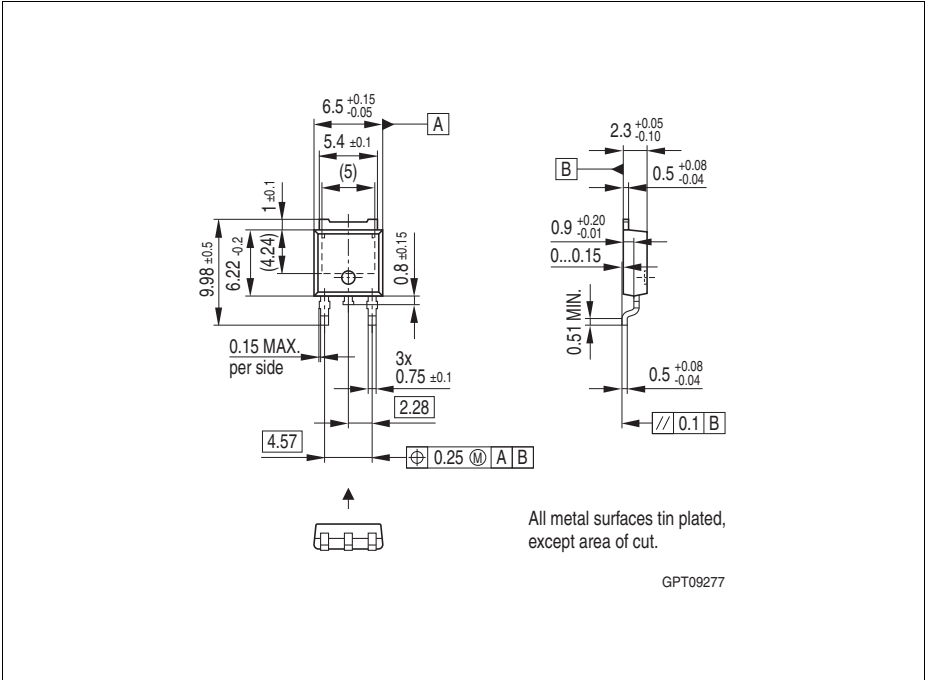 6.5 +0.15 -0.05
A
5.4 ±0.1
(5)
1 ±0.1
9.98 ±0.5
6.22 -0.2
(4.24)
0.8 ±0.15
0.15 MAX.
per side
3x
0.75 ±0.1
2.28
4.57
⌖ 0.25 Ⓜ A B
2.3 +0.05 -0.10
B
0.5 +0.08 -0.04
0.9 +0.20 -0.01
0...0.15
0.51 MIN.
0.5 +0.08 -0.04
// 0.1 B
All metal surfaces tin plated,
except area of cut.
GPT09277